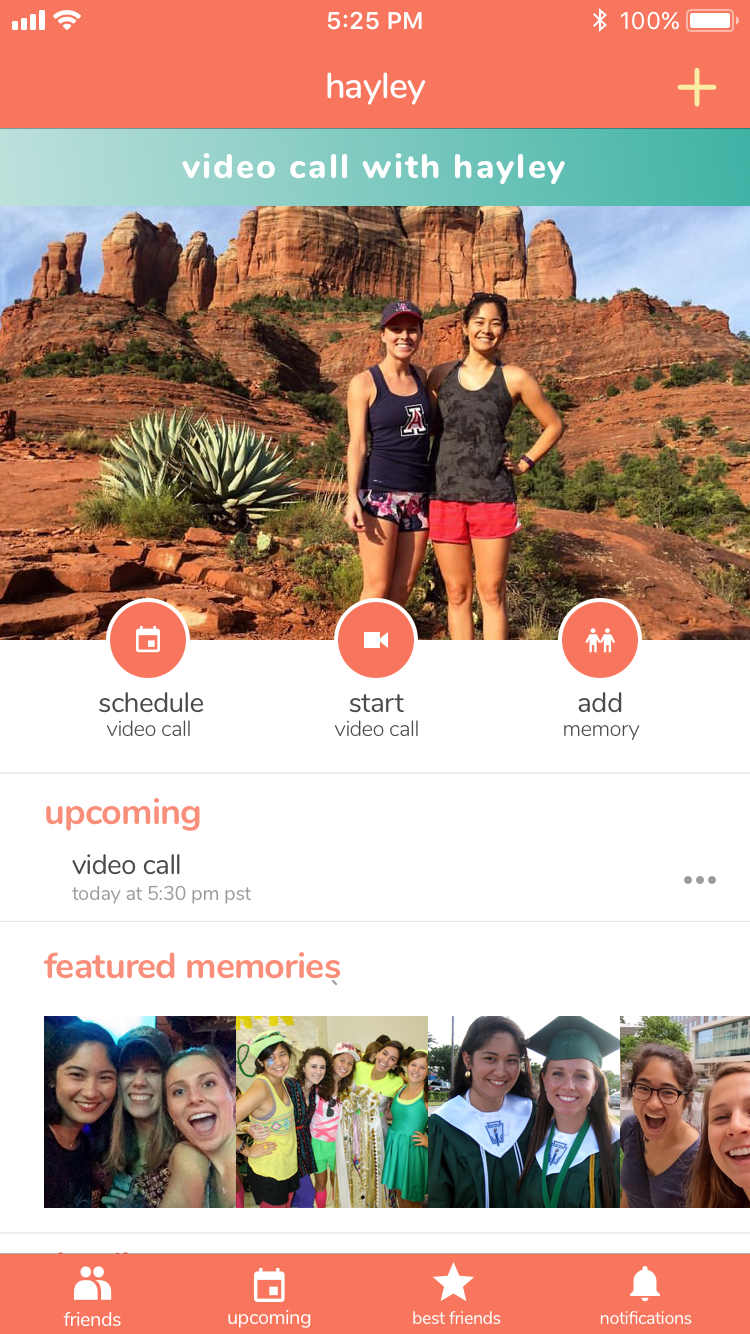 5:25 PM
100%
hayley
video call with hayley
A
schedule
video call
start
video call
add
memory
upcoming
video call
today at 5:30 pm pst
featured memories
friends
upcoming
best friends
notifications